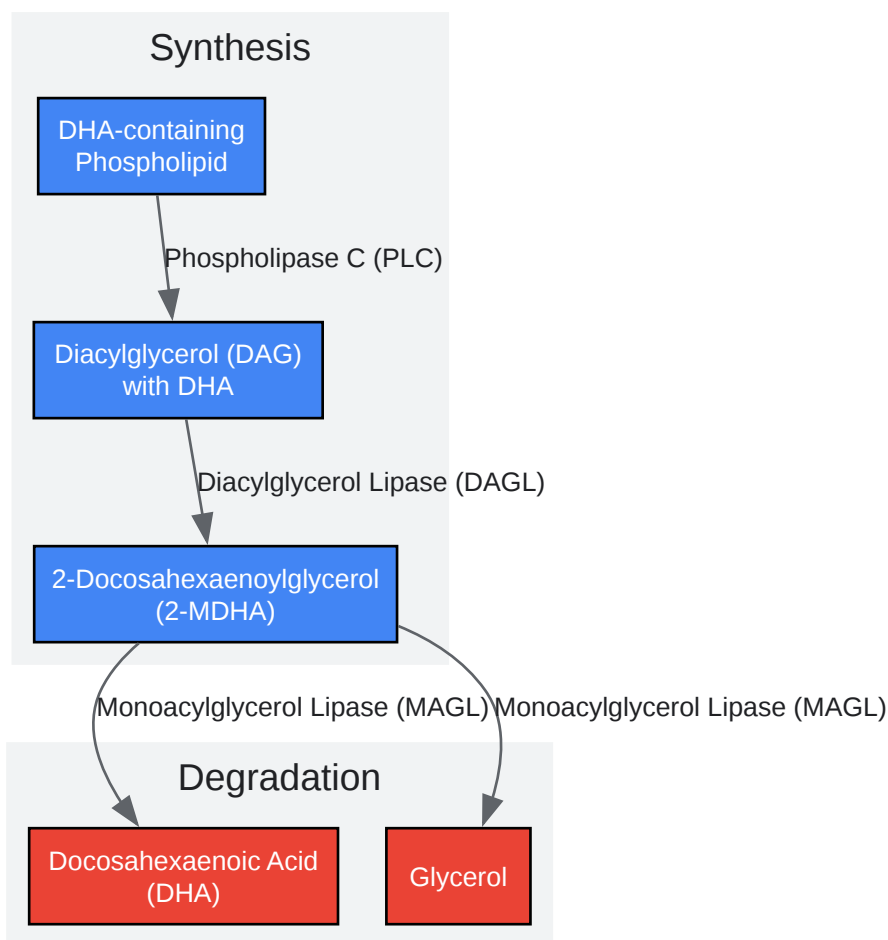 Synthesis
DHA-containing
Phospholipid
Phospholipase C (PLC)
Diacylglycerol (DAG)
with DHA
Diacylglycerol Lipase (DAGL)
2-Docosahexaenoylglycerol
(2-MDHA)
Monoacylglycerol Lipase (MAGL)
Monoacylglycerol Lipase (MAGL)
Degradation
Docosahexaenoic Acid
(DHA)
Glycerol